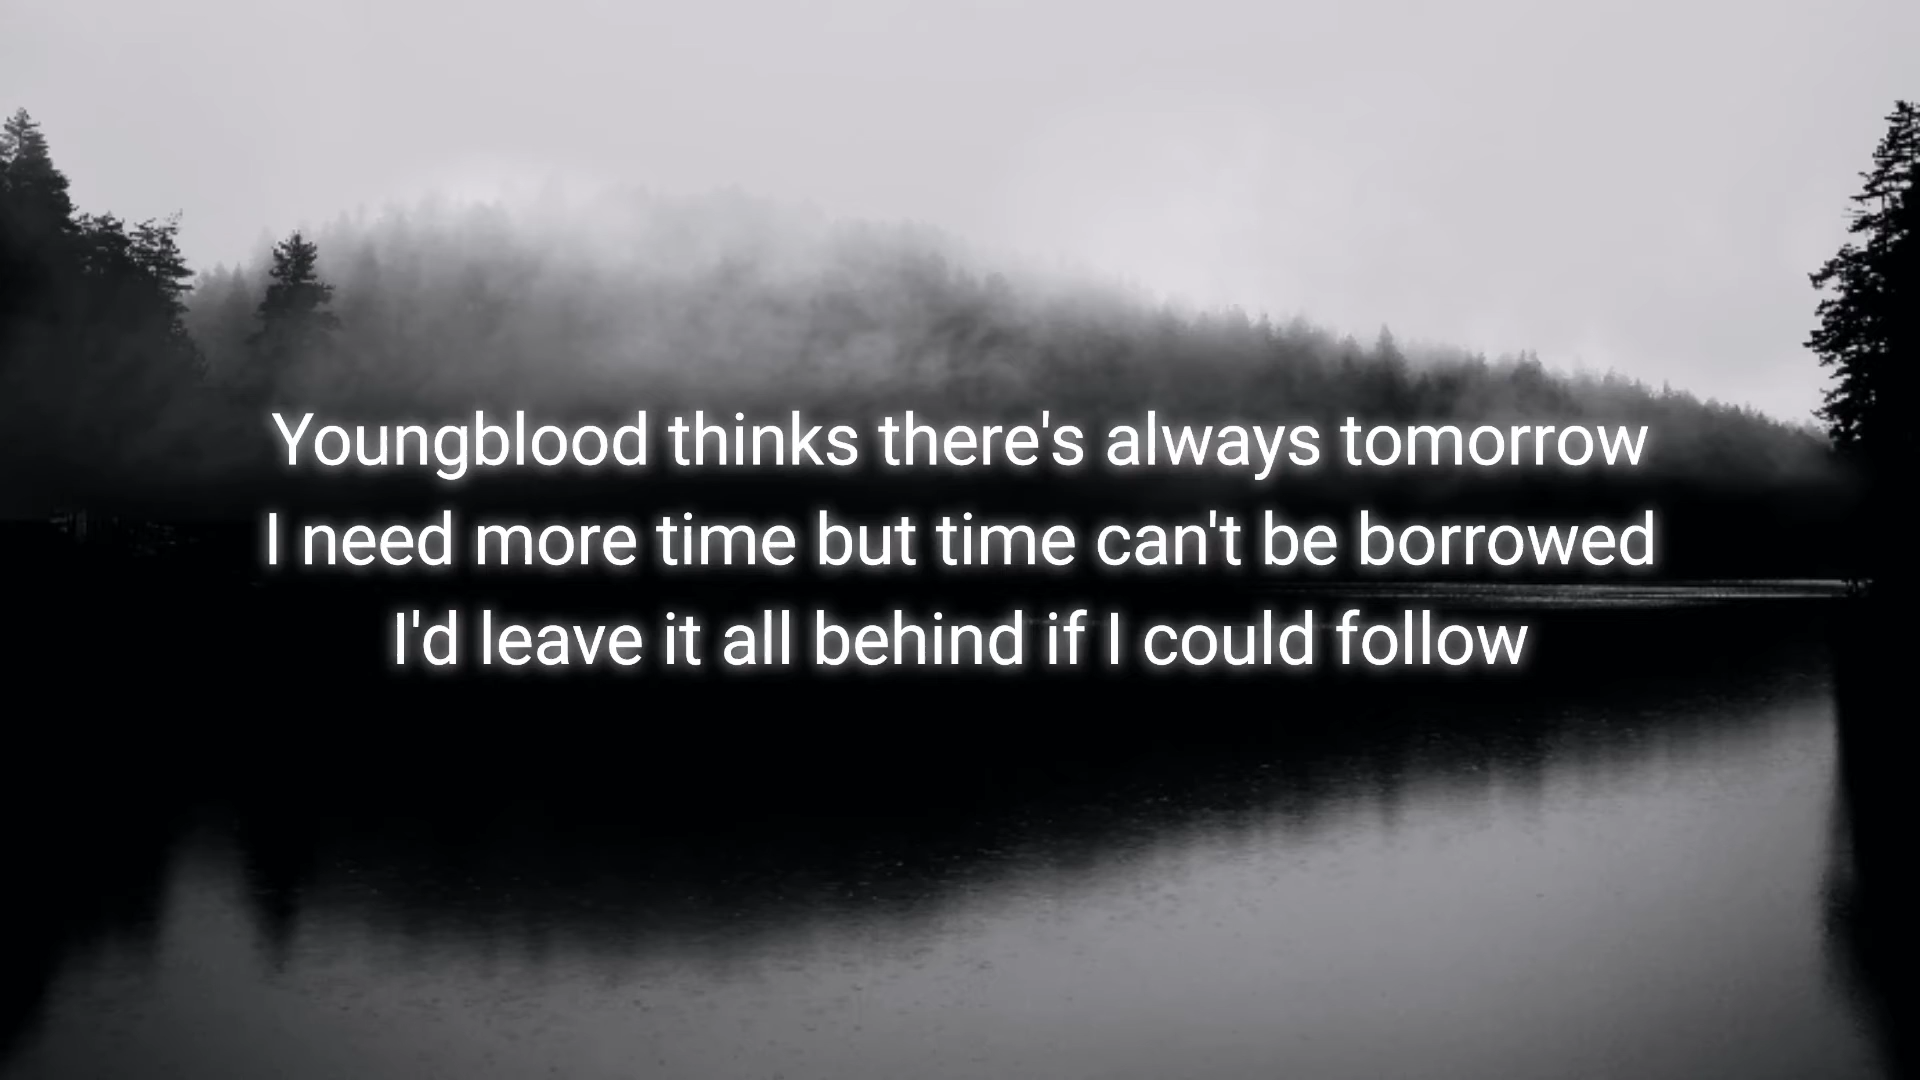 Youngblood thinks there's always tomorrow
I need more time but time can't be borrowed
I'd leave it all behind if I could follow